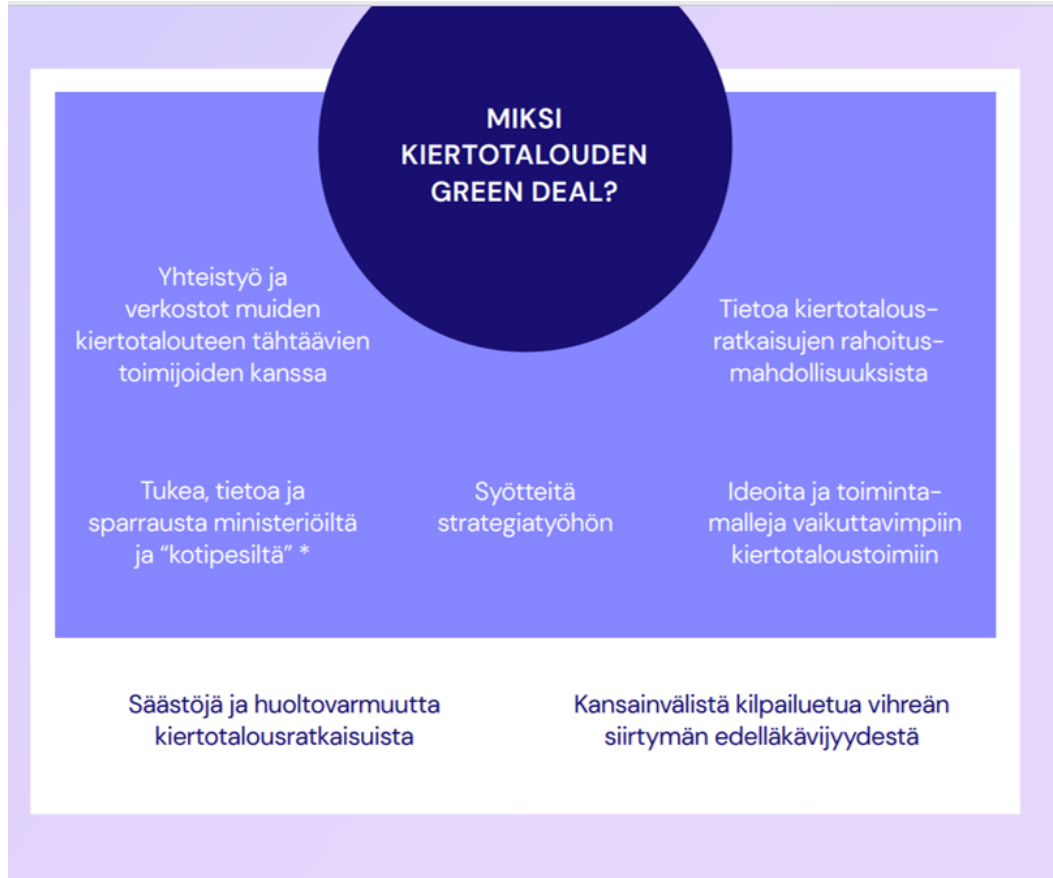 MIKSI
KIERTOTALOUDEN
GREEN DEAL?
Yhteistyö ja
verkostot muiden
kiertotalouteen tähtäävien
toimijoiden kanssa
Tietoa kiertotalous-
ratkaisujen rahoitus-
mahdollisuuksista
Tukea, tietoa ja
sparrausta ministeriöiltä
ja “kotipesiltä” *
Syötteitä
strategiatyöhön
Ideoita ja toiminta-
malleja vaikuttavimpiin
kiertotaloustoimiin
Säästöjä ja huoltovarmuutta
kiertotalousratkaisuista
Kansainvälistä kilpailuetua vihreän
siirtymän edelläkävijyydestä